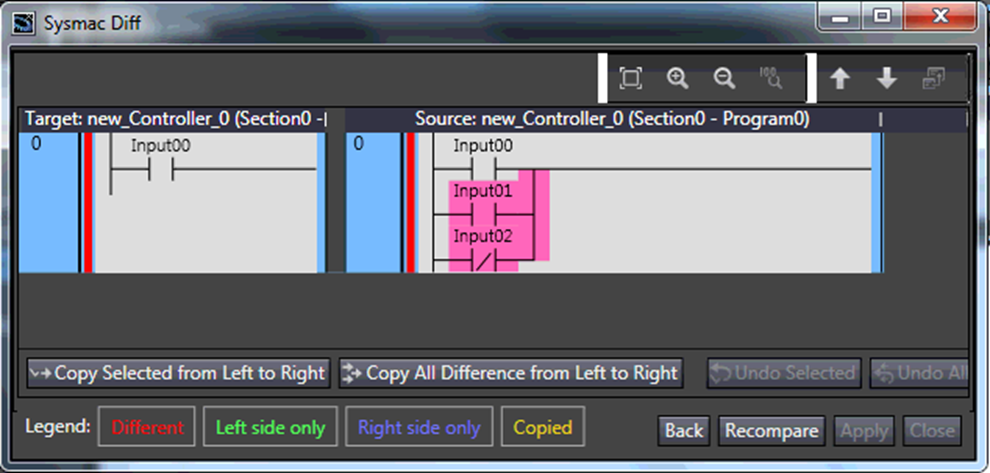 Sysmac Diff
100
Target: new_Controller_0 (Section0 -
Source: new_Controller_0 (Section0 - Program0)
0
Input00
0
Input00
Input01
Input02
Copy Selected from Left to Right
Copy All Difference from Left to Right
Undo Selected
Undo All
Legend:
Different
Left side only
Right side only
Copied
Back
Recompare
Apply
Close